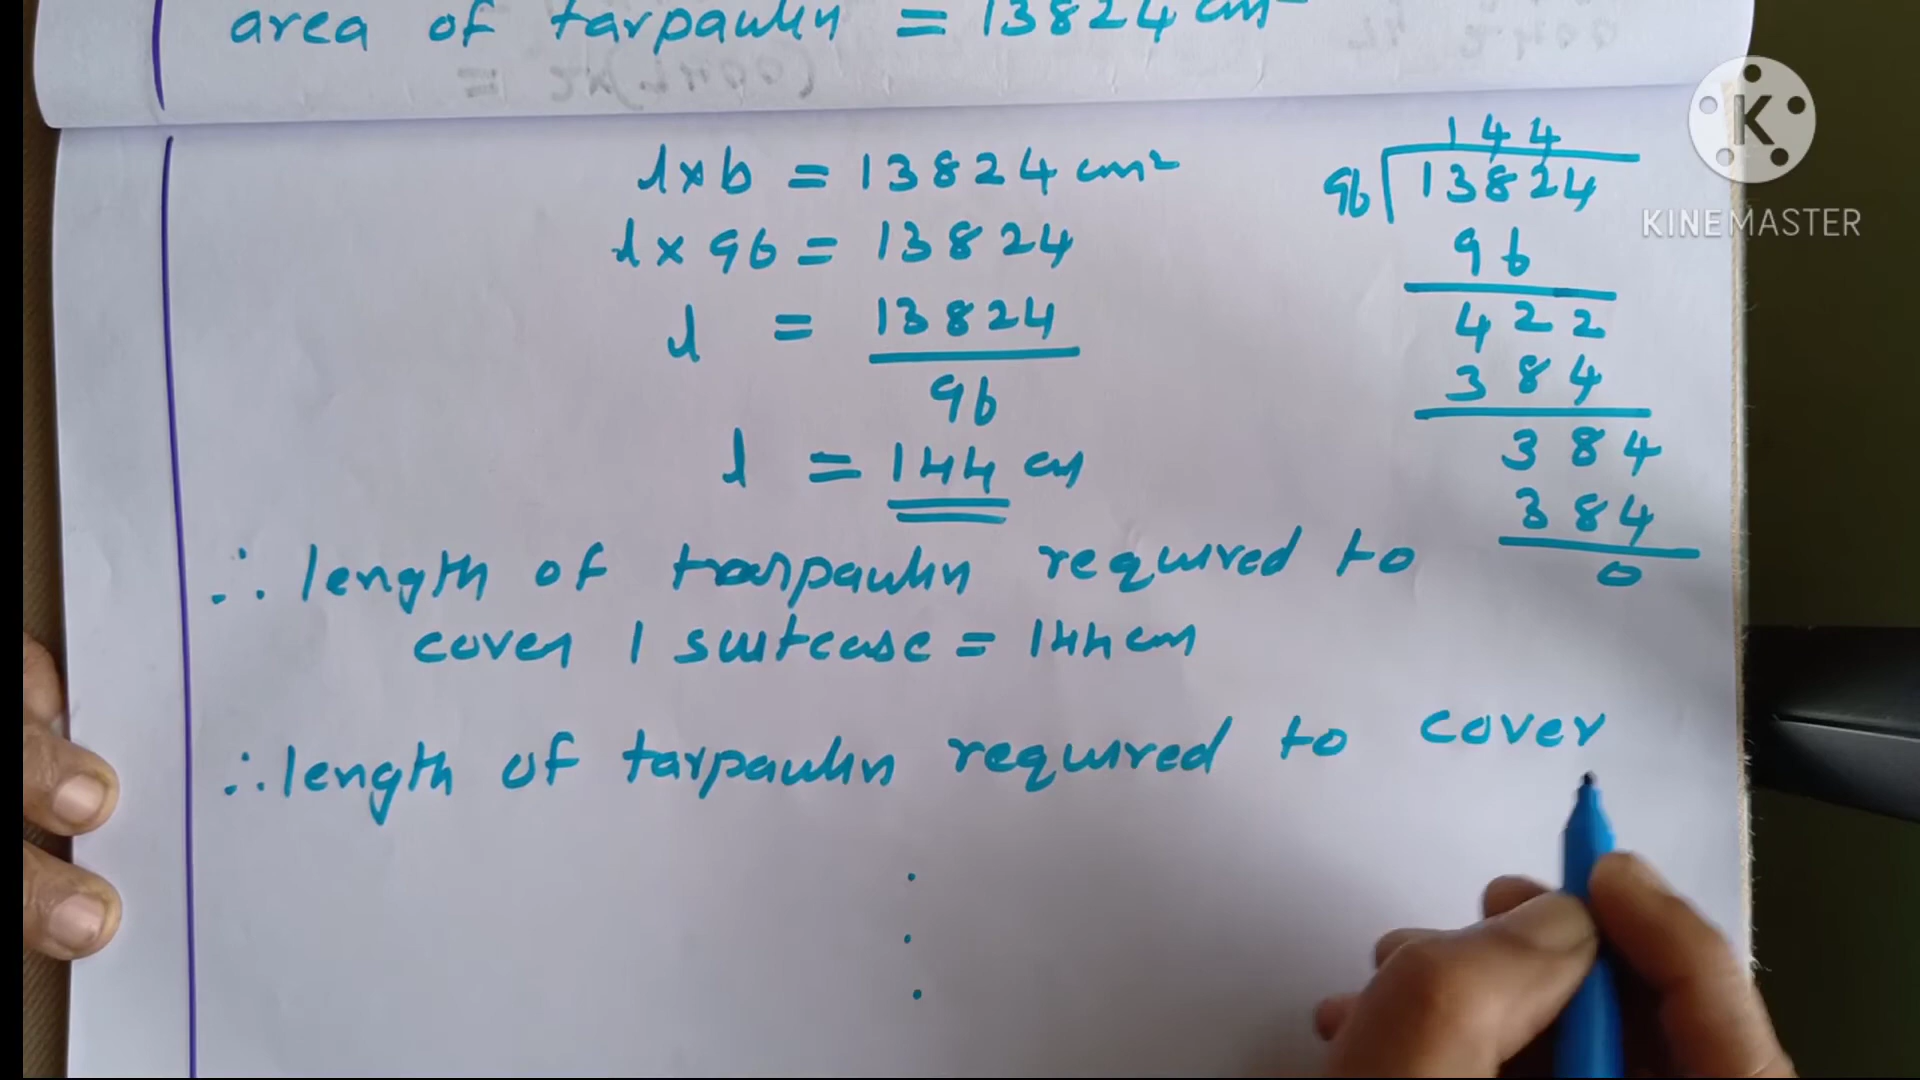 area of tarpaulin = 13824 cm²
l x b = 13824 cm²
l x 96 = 13824
l = 13824
96
l = 144 cm
144
96 13824
96
422
384
384
384
0
∴ length of tarpaulin required to
cover 1 suitcase = 144 cm
∴ length of tarpaulin required to cover
K
KINEMASTER